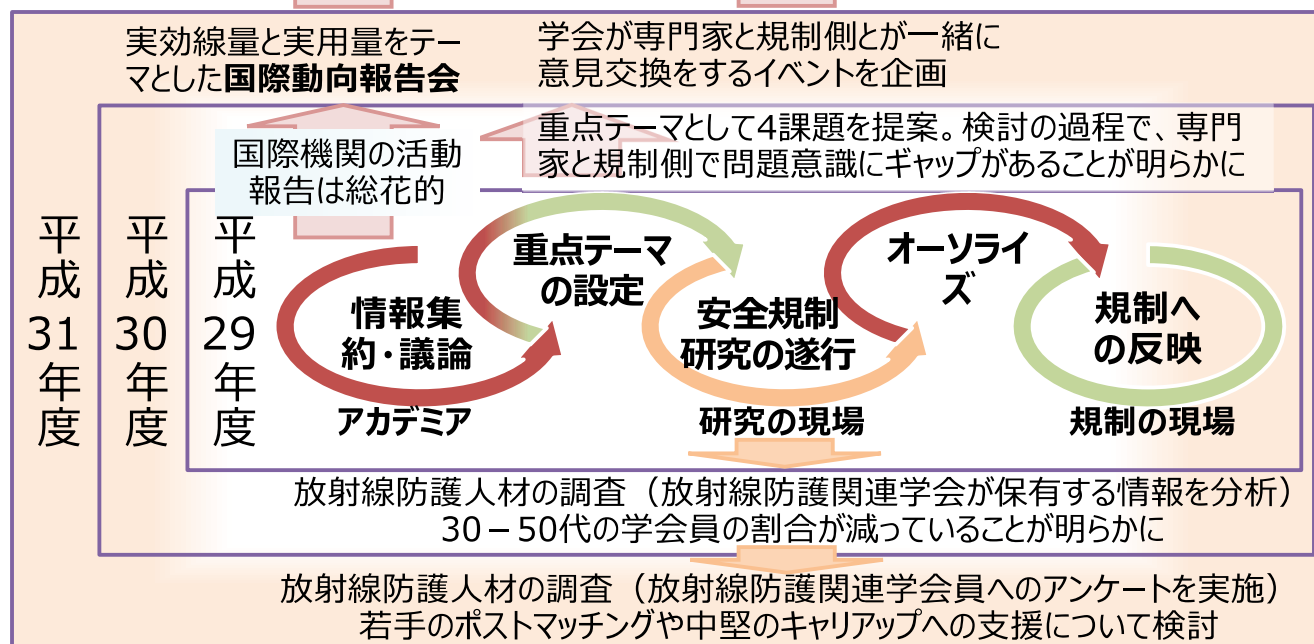 実効線量と実用量をテー
マとした国際動向報告会
学会が専門家と規制側とが一緒に
意見交換をするイベントを企画
国際機関の活動
報告は総花的
重点テーマとして4課題を提案。検討の過程で、専門
家と規制側で問題意識にギャップがあることが明らかに
平成31年度
平成30年度
平成29年度
情報集
約・議論
アカデミア
重点テーマ
の設定
安全規制
研究の遂行
研究の現場
オーソライ
ズ
規制へ
の反映
規制の現場
放射線防護人材の調査（放射線防護関連学会が保有する情報を分析）
30－50代の学会員の割合が減っていることが明らかに
放射線防護人材の調査（放射線防護関連学会員へのアンケートを実施）
若手のポストマッチングや中堅のキャリアップへの支援について検討